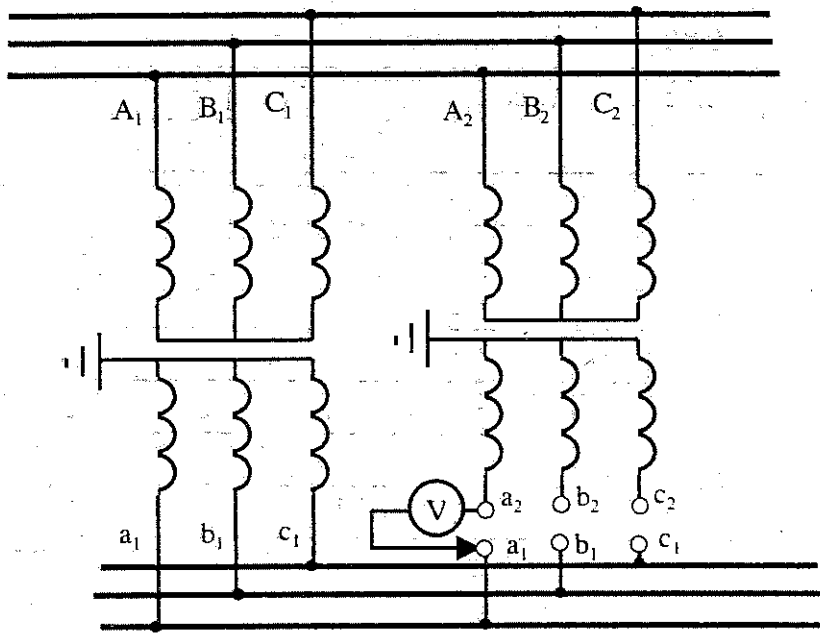 A₁ B₁ C₁ A₂ B₂ C₂
V a₂ b₂ c₂
a₁ b₁ c₁ a₁ b₁ c₁